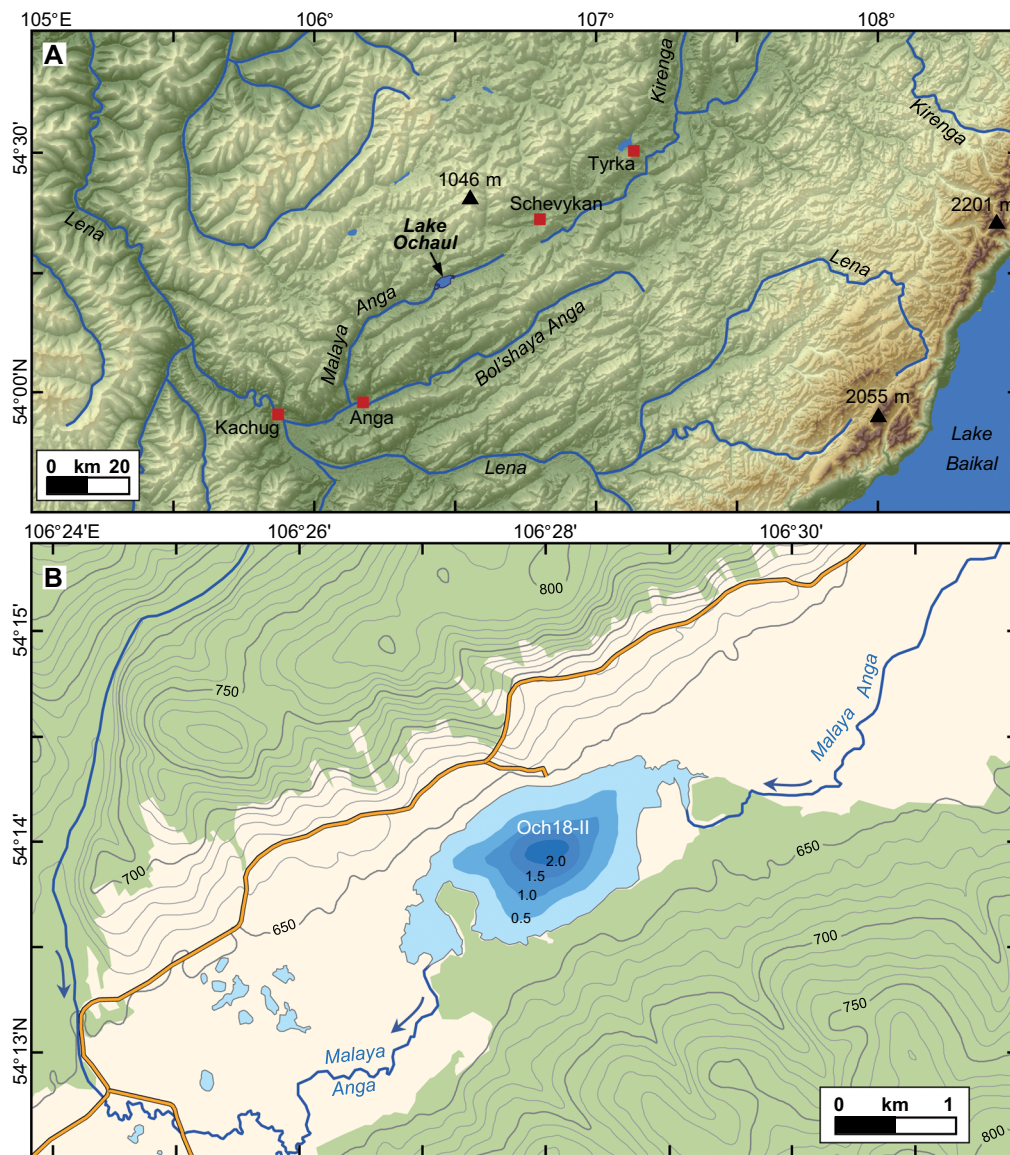 105°E
106°
107°
108°
A
54°30'
54°00'N
Kirenga
Kirenga
Tyrka
1046 m
Schevykan
2201 m
Lena
Lake
Ochaul
Lena
Malaya
Anga
Bol'shaya Anga
2055 m
Kachug
Anga
Lake
Baikal
Lena
0 km 20
106°24'E
106°26'
106°28'
106°30'
B
54°15'
54°14'
54°13'N
800
750
Malaya
Anga
Och18-II
2.0
1.5
1.0
0.5
650
700
650
700
750
Malaya
Anga
800
0 km 1